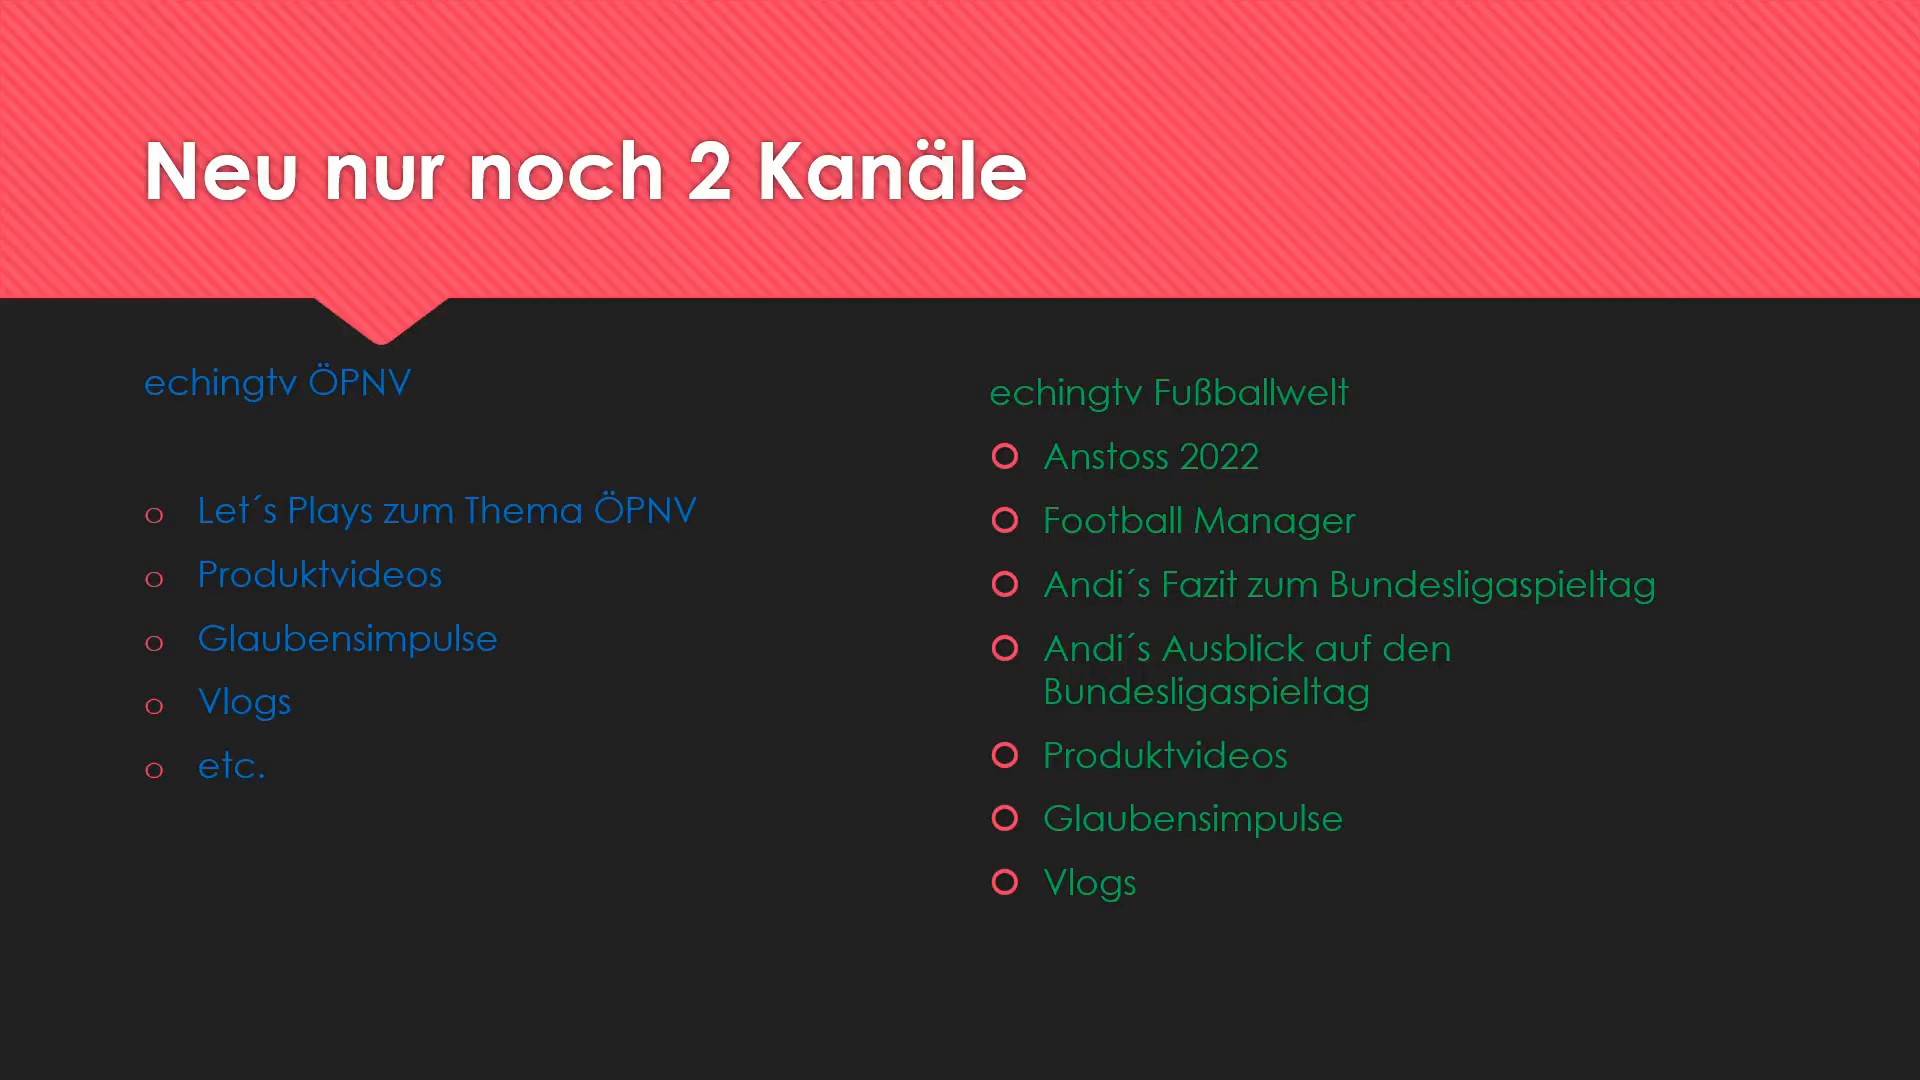 Neu nur noch 2 Kanäle
echingtv ÖPNV
Let´s Plays zum Thema ÖPNV
Produktvideos
Glaubensimpulse
Vlogs
etc.
echingtv Fußballwelt
Anstoss 2022
Football Manager
Andi´s Fazit zum Bundesligaspieltag
Andi´s Ausblick auf den
Bundesligaspieltag
Produktvideos
Glaubensimpulse
Vlogs